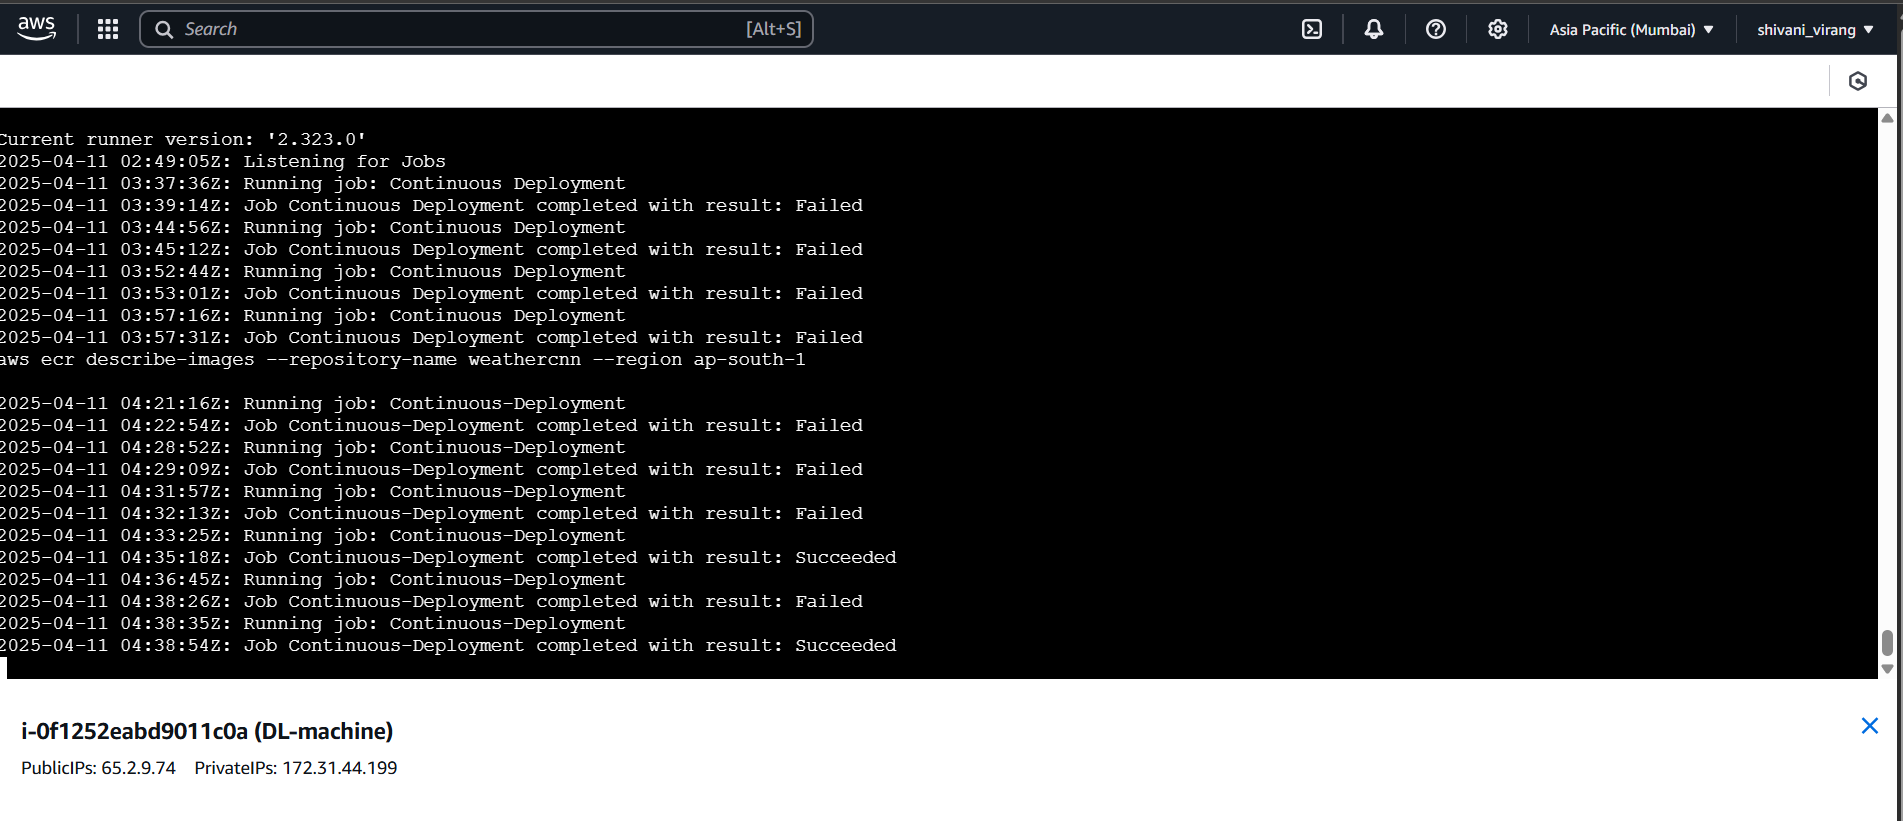 aws
Search
[Alt+S]
Asia Pacific (Mumbai)
shivani_virang
Current runner version: '2.323.0'
2025-04-11 02:49:05Z: Listening for Jobs
2025-04-11 03:37:36Z: Running job: Continuous Deployment
2025-04-11 03:39:14Z: Job Continuous Deployment completed with result: Failed
2025-04-11 03:44:56Z: Running job: Continuous Deployment
2025-04-11 03:45:12Z: Job Continuous Deployment completed with result: Failed
2025-04-11 03:52:44Z: Running job: Continuous Deployment
2025-04-11 03:53:01Z: Job Continuous Deployment completed with result: Failed
2025-04-11 03:57:16Z: Running job: Continuous Deployment
2025-04-11 03:57:31Z: Job Continuous Deployment completed with result: Failed
aws ecr describe-images --repository-name weathercnn --region ap-south-1
2025-04-11 04:21:16Z: Running job: Continuous-Deployment
2025-04-11 04:22:54Z: Job Continuous-Deployment completed with result: Failed
2025-04-11 04:28:52Z: Running job: Continuous-Deployment
2025-04-11 04:29:09Z: Job Continuous-Deployment completed with result: Failed
2025-04-11 04:31:57Z: Running job: Continuous-Deployment
2025-04-11 04:32:13Z: Job Continuous-Deployment completed with result: Failed
2025-04-11 04:33:25Z: Running job: Continuous-Deployment
2025-04-11 04:35:18Z: Job Continuous-Deployment completed with result: Succeeded
2025-04-11 04:36:45Z: Running job: Continuous-Deployment
2025-04-11 04:38:26Z: Job Continuous-Deployment completed with result: Failed
2025-04-11 04:38:35Z: Running job: Continuous-Deployment
2025-04-11 04:38:54Z: Job Continuous-Deployment completed with result: Succeeded
i-0f1252eabd9011c0a (DL-machine)
PublicIPs: 65.2.9.74 PrivateIPs: 172.31.44.199